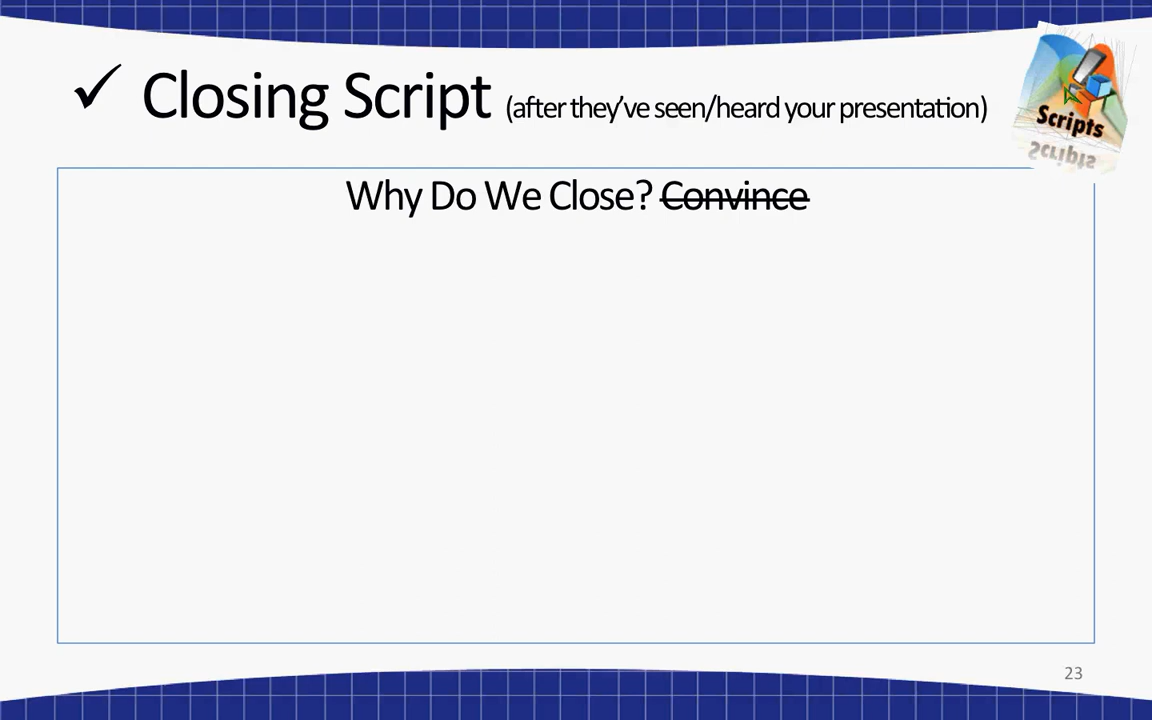 ✓ Closing Script (after they've seen/heard your presentation)
Scripts
Why Do We Close? Convince
23